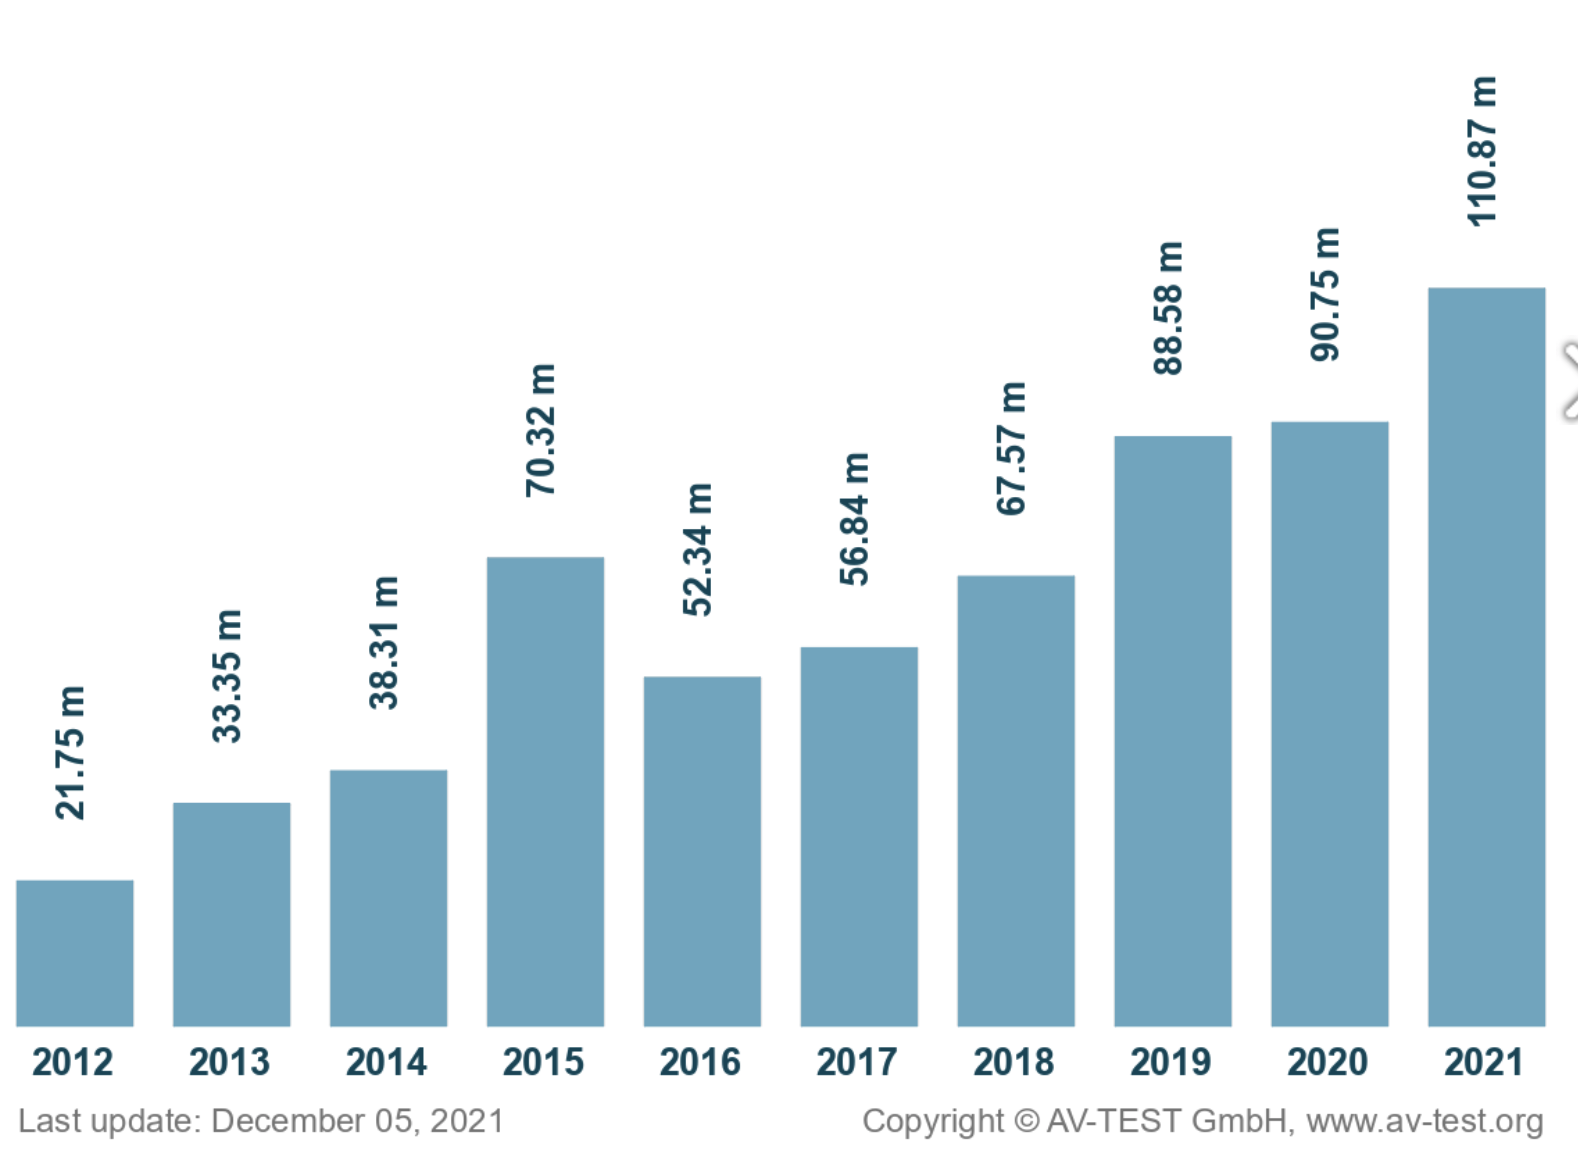 21.75 m
33.35 m
38.31 m
70.32 m
52.34 m
56.84 m
67.57 m
88.58 m
90.75 m
110.87 m
2012 2013 2014 2015 2016 2017 2018 2019 2020 2021
Last update: December 05, 2021
Copyright © AV-TEST GmbH, www.av-test.org